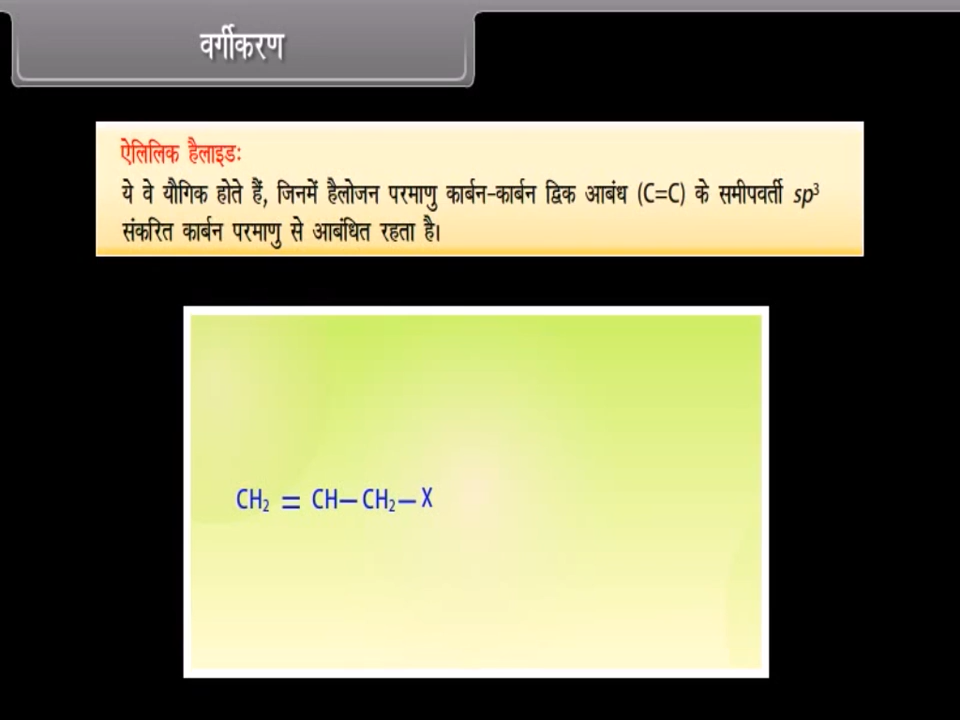 वर्गीकरण
ऐलिलिक हैलाइडः
ये वे यौगिक होते हैं, जिनमें हैलोजन परमाणु कार्बन-कार्बन द्विक आबंध (C=C) के समीपवर्ती sp³
संकरित कार्बन परमाणु से आबंधित रहता है।
CH₂ = CH—CH₂—X